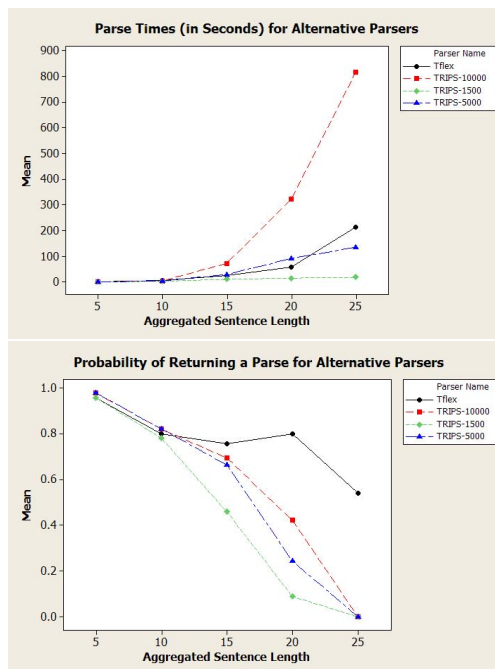 Parse Times (in Seconds) for Alternative Parsers
900
800
700
600
500
400
300
200
100
0
Mean
5 10 15 20 25
Aggregated Sentence Length
Parser Name
Tflex
TRIPS-10000
TRIPS-1500
TRIPS-5000
Probability of Returning a Parse for Alternative Parsers
1.0
0.8
0.6
0.4
0.2
0.0
Mean
5 10 15 20 25
Aggregated Sentence Length
Parser Name
Tflex
TRIPS-10000
TRIPS-1500
TRIPS-5000